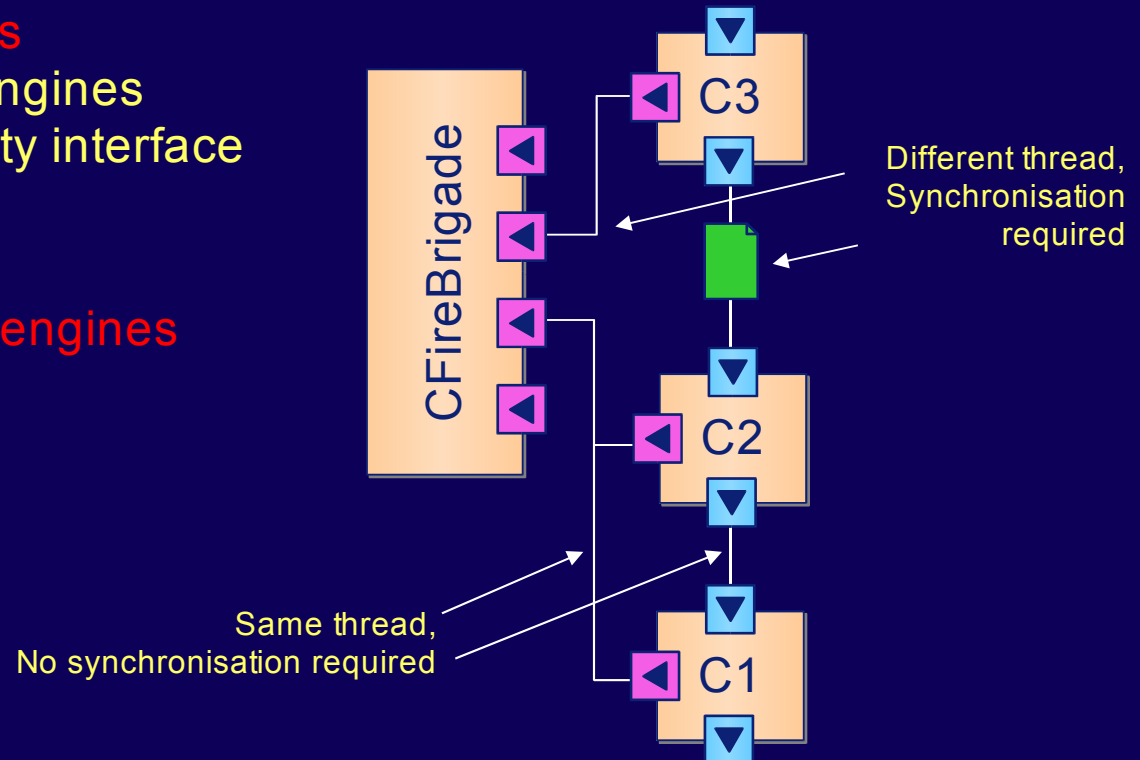 s
ngines
ty interface
engines
CFireBrigade
C3
Different thread,
Synchronisation
required
C2
Same thread,
No synchronisation required
C1